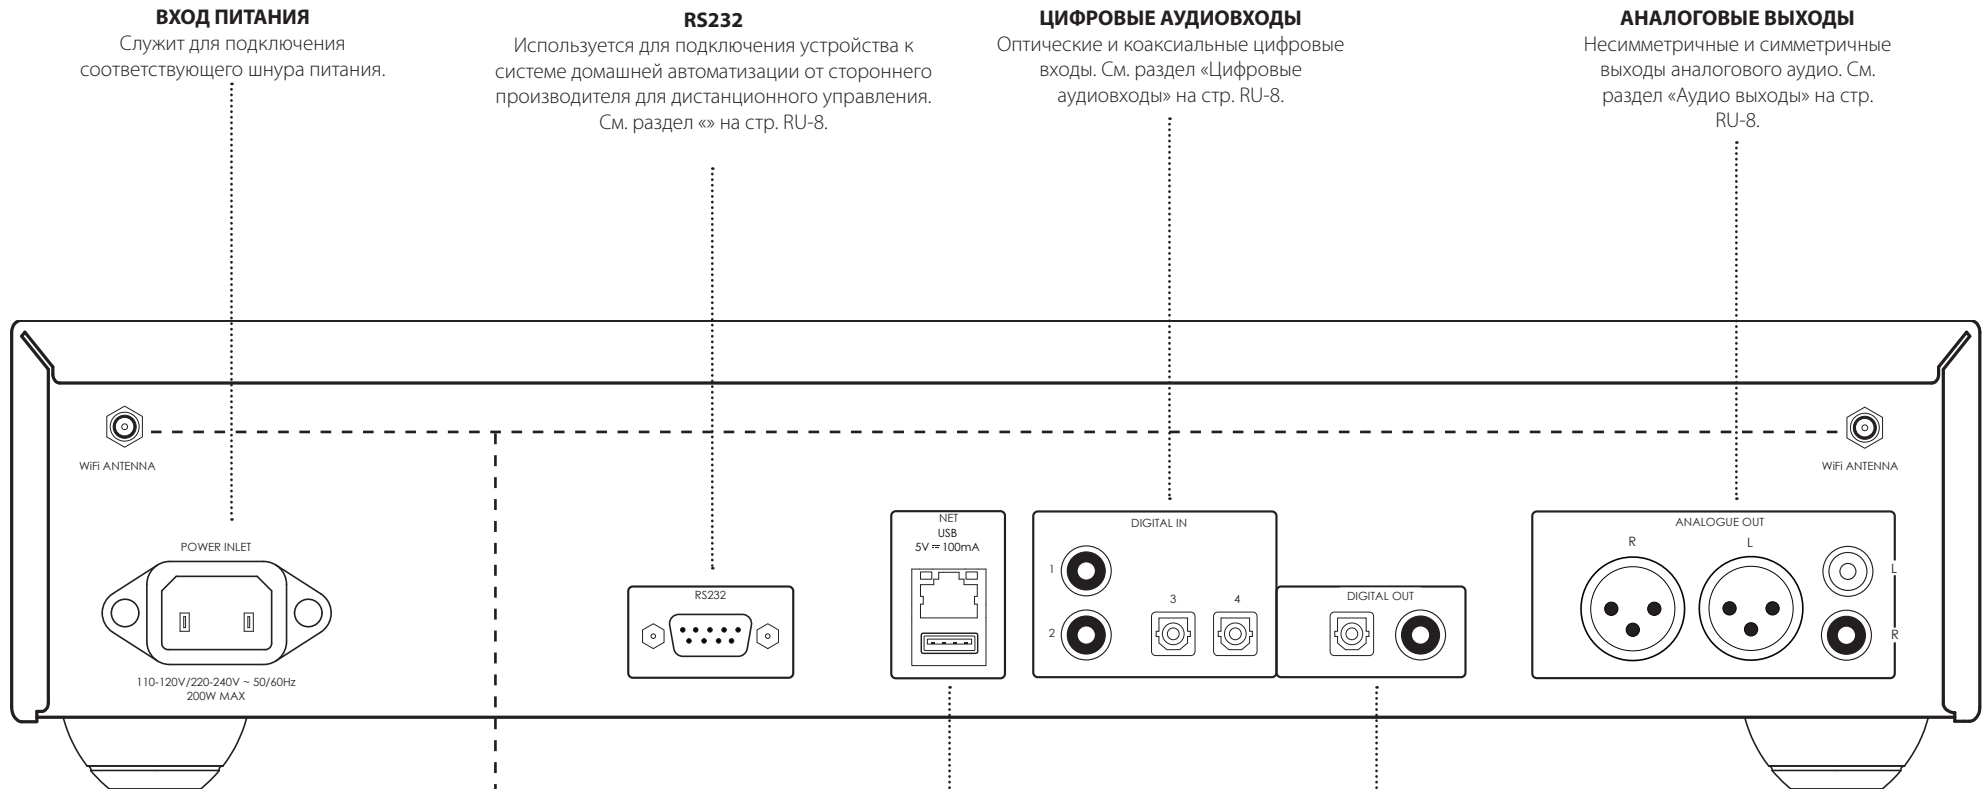 ВХОД ПИТАНИЯ
Служит для подключения
соответствующего шнура питания.
RS232
Используется для подключения устройства к
системе домашней автоматизации от стороннего
производителя для дистанционного управления.
См. раздел «» на стр. RU-8.
ЦИФРОВЫЕ АУДИОВХОДЫ
Оптические и коаксиальные цифровые
входы. См. раздел «Цифровые
аудиовходы» на стр. RU-8.
АНАЛОГОВЫЕ ВЫХОДЫ
Несимметричные и симметричные
выходы аналогового аудио. См.
раздел «Аудио выходы» на стр.
RU-8.
WiFi ANTENNA
WiFi ANTENNA
POWER INLET
110-120V/220-240V ~ 50/60Hz
200W MAX
RS232
NET
USB
5V ⎓ 100mA
DIGITAL IN
1
2
3
4
DIGITAL OUT
ANALOGUE OUT
R
L
L
R